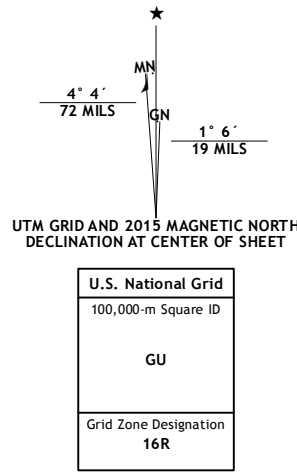 MN
4° 4´
72 MILS
GN
1° 6´
19 MILS
UTM GRID AND 2015 MAGNETIC NORTH
DECLINATION AT CENTER OF SHEET
U.S. National Grid
100,000-m Square ID
GU
Grid Zone Designation
16R